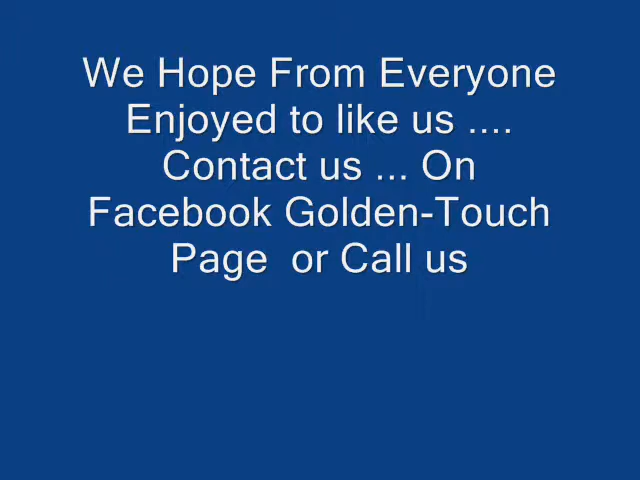 We Hope From Everyone
Enjoyed to like us ....
Contact us ... On
Facebook Golden-Touch
Page  or Call us